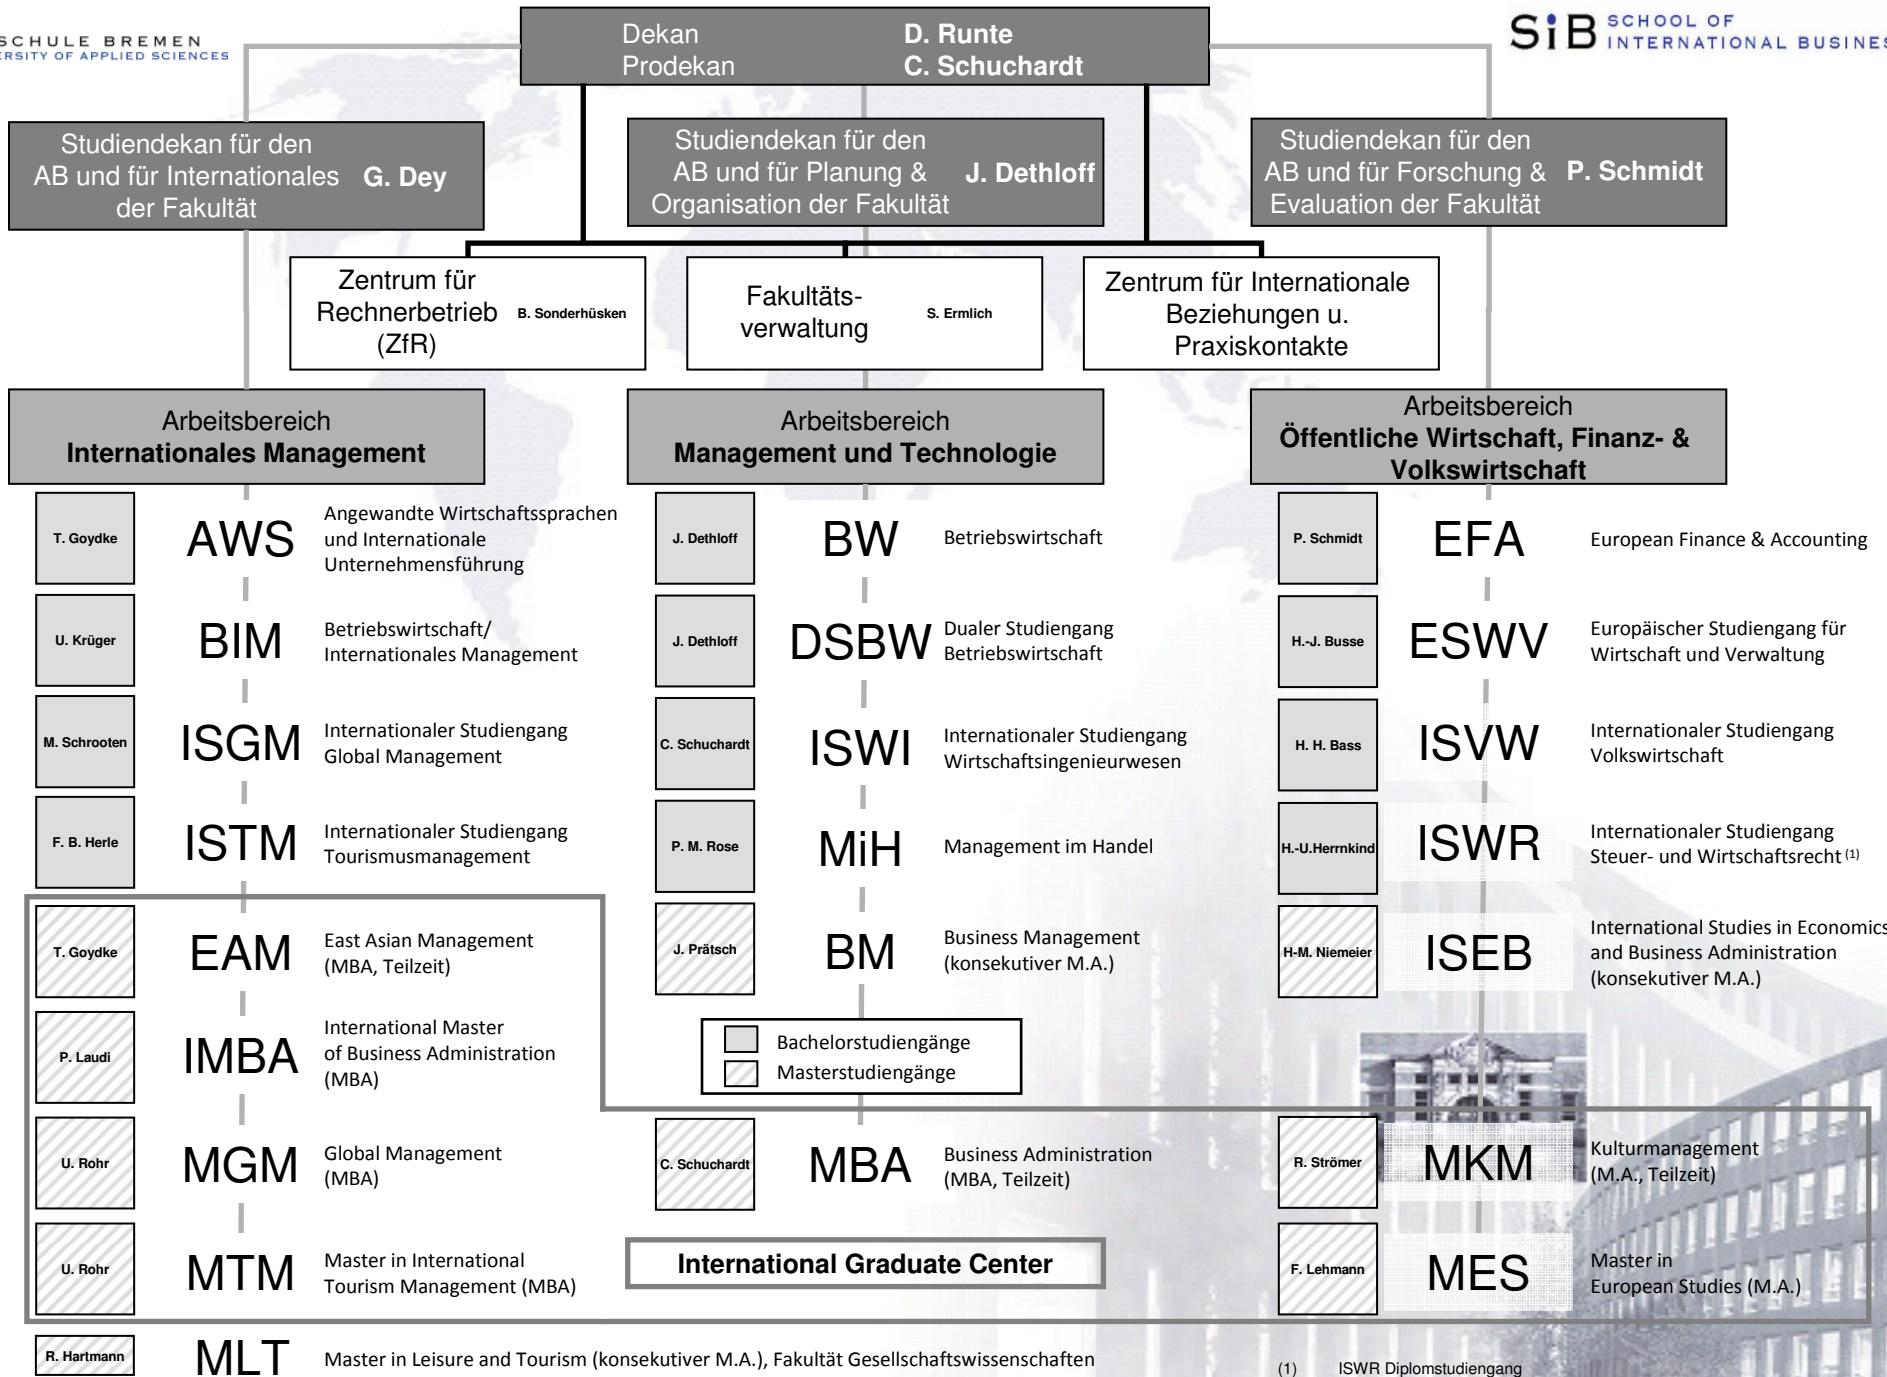 SCHULE BREMEN
ERSITY OF APPLIED SCIENCES
SiB SCHOOL OF
INTERNATIONAL BUSINES
Dekan D. Runte
Prodekan C. Schuchardt
Studiendekan für den
AB und für Internationales G. Dey
der Fakultät
Studiendekan für den
AB und für Planung & J. Dethloff
Organisation der Fakultät
Studiendekan für den
AB und für Forschung & P. Schmidt
Evaluation der Fakultät
Zentrum für
Rechnerbetrieb B. Sonderhüsken
(ZfR)
Fakultäts-
verwaltung S. Ermlich
Zentrum für Internationale
Beziehungen u.
Praxiskontakte
Arbeitsbereich
Internationales Management
T. Goydke AWS Angewandte Wirtschaftssprachen
und Internationale
Unternehmensführung
U. Krüger BIM Betriebswirtschaft/
Internationales Management
M. Schrooten ISGM Internationaler Studiengang
Global Management
F. B. Herle ISTM Internationaler Studiengang
Tourismusmanagement
T. Goydke EAM East Asian Management
(MBA, Teilzeit)
P. Laudi IMBA International Master
of Business Administration
(MBA)
U. Rohr MGM Global Management
(MBA)
U. Rohr MTM Master in International
Tourism Management (MBA)
R. Hartmann MLT Master in Leisure and Tourism (konsekutiver M.A.), Fakultät Gesellschaftswissenschaften
Arbeitsbereich
Management und Technologie
J. Dethloff BW Betriebswirtschaft
J. Dethloff DSBW Dualer Studiengang
Betriebswirtschaft
C. Schuchardt ISWI Internationaler Studiengang
Wirtschaftsingenieurwesen
P. M. Rose MiH Management im Handel
J. Prätsch BM Business Management
(konsekutiver M.A.)
Bachelorstudiengänge
Masterstudiengänge
C. Schuchardt MBA Business Administration
(MBA, Teilzeit)
International Graduate Center
Arbeitsbereich
Öffentliche Wirtschaft, Finanz- &
Volkswirtschaft
P. Schmidt EFA European Finance & Accounting
H.-J. Busse ESWV Europäischer Studiengang für
Wirtschaft und Verwaltung
H. H. Bass ISVW Internationaler Studiengang
Volkswirtschaft
H.-U.Herrnkind ISWR Internationaler Studiengang
Steuer- und Wirtschaftsrecht (1)
H-M. Niemeier ISEB International Studies in Economics
and Business Administration
(konsekutiver M.A.)
R. Strömer MKM Kulturmanagement
(M.A., Teilzeit)
F. Lehmann MES Master in
European Studies (M.A.)
(1) ISWR Diplomstudiengang